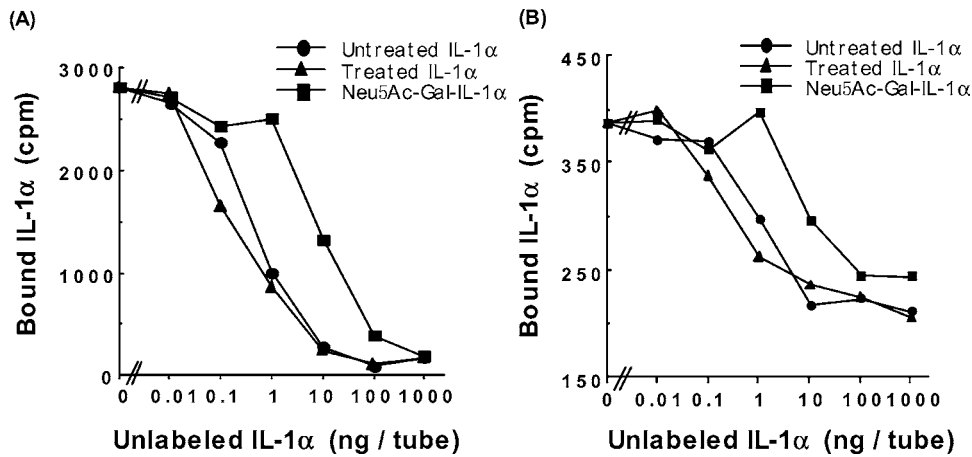 (A)
Untreated IL-1α
Treated IL-1α
Neu5Ac-Gal-IL-1α
Bound IL-1α (cpm)
3000
2000
1000
0
0 0.01 0.1 1 10 100 1000
Unlabeled IL-1α (ng / tube)
(B)
Untreated IL-1α
Treated IL-1α
Neu5Ac-Gal-IL-1α
Bound IL-1α (cpm)
450
350
250
150
0 0.01 0.1 1 10 100 1000
Unlabeled IL-1α (ng / tube)